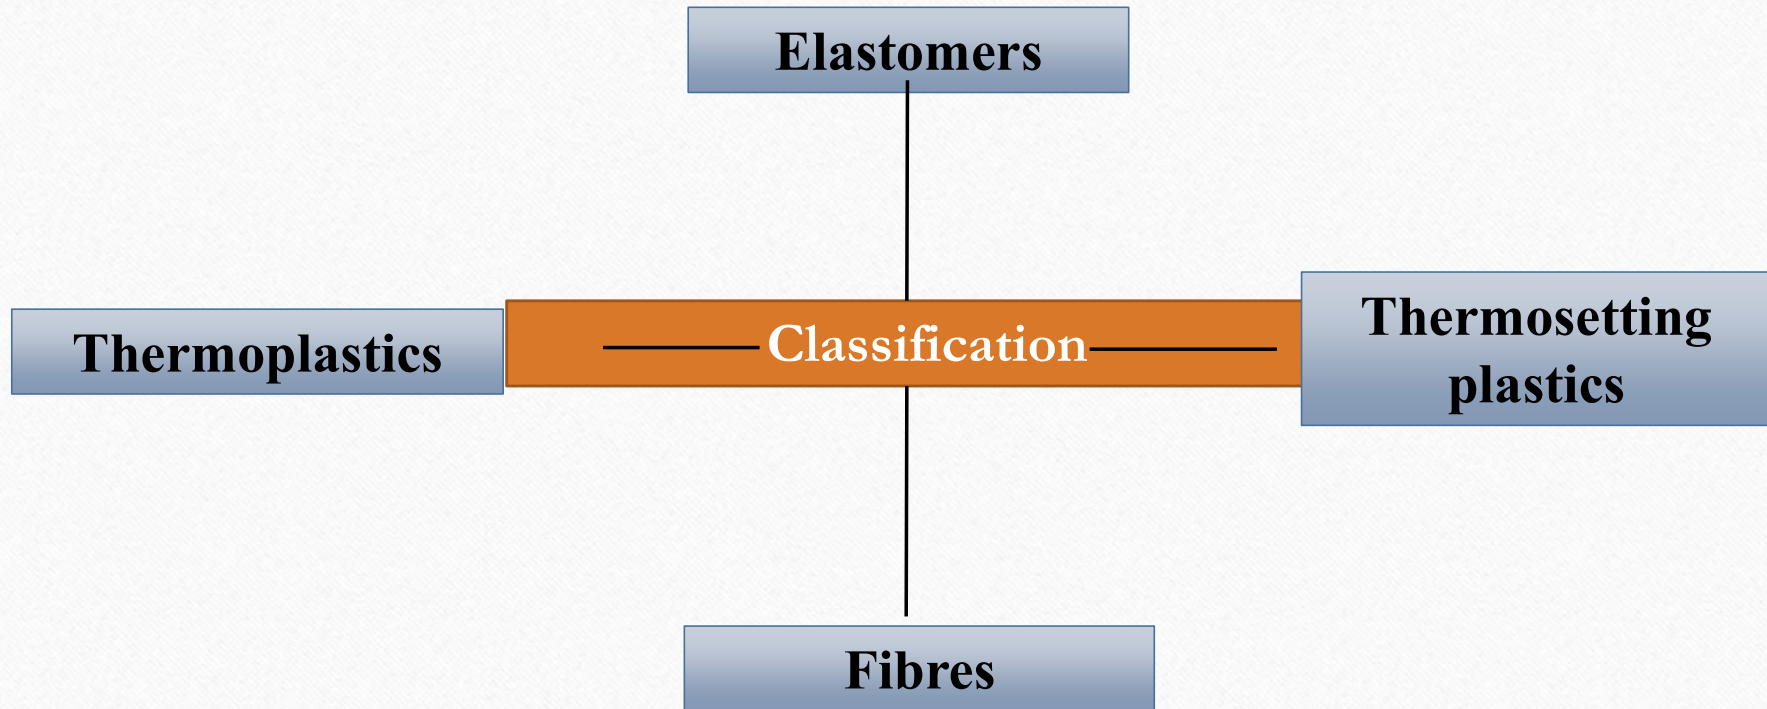 Elastomers
Thermoplastics
Classification
Thermosetting
plastics
Fibres